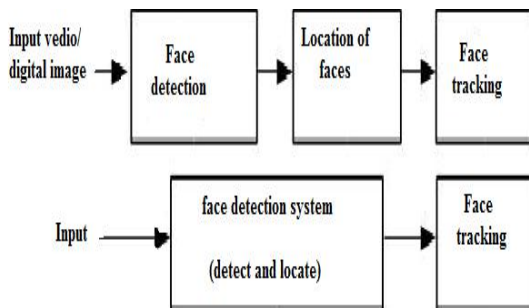 Input vedio/
digital image
Face
detection
Location of
faces
Face
tracking
Input
face detection system
(detect and locate)
Face
tracking